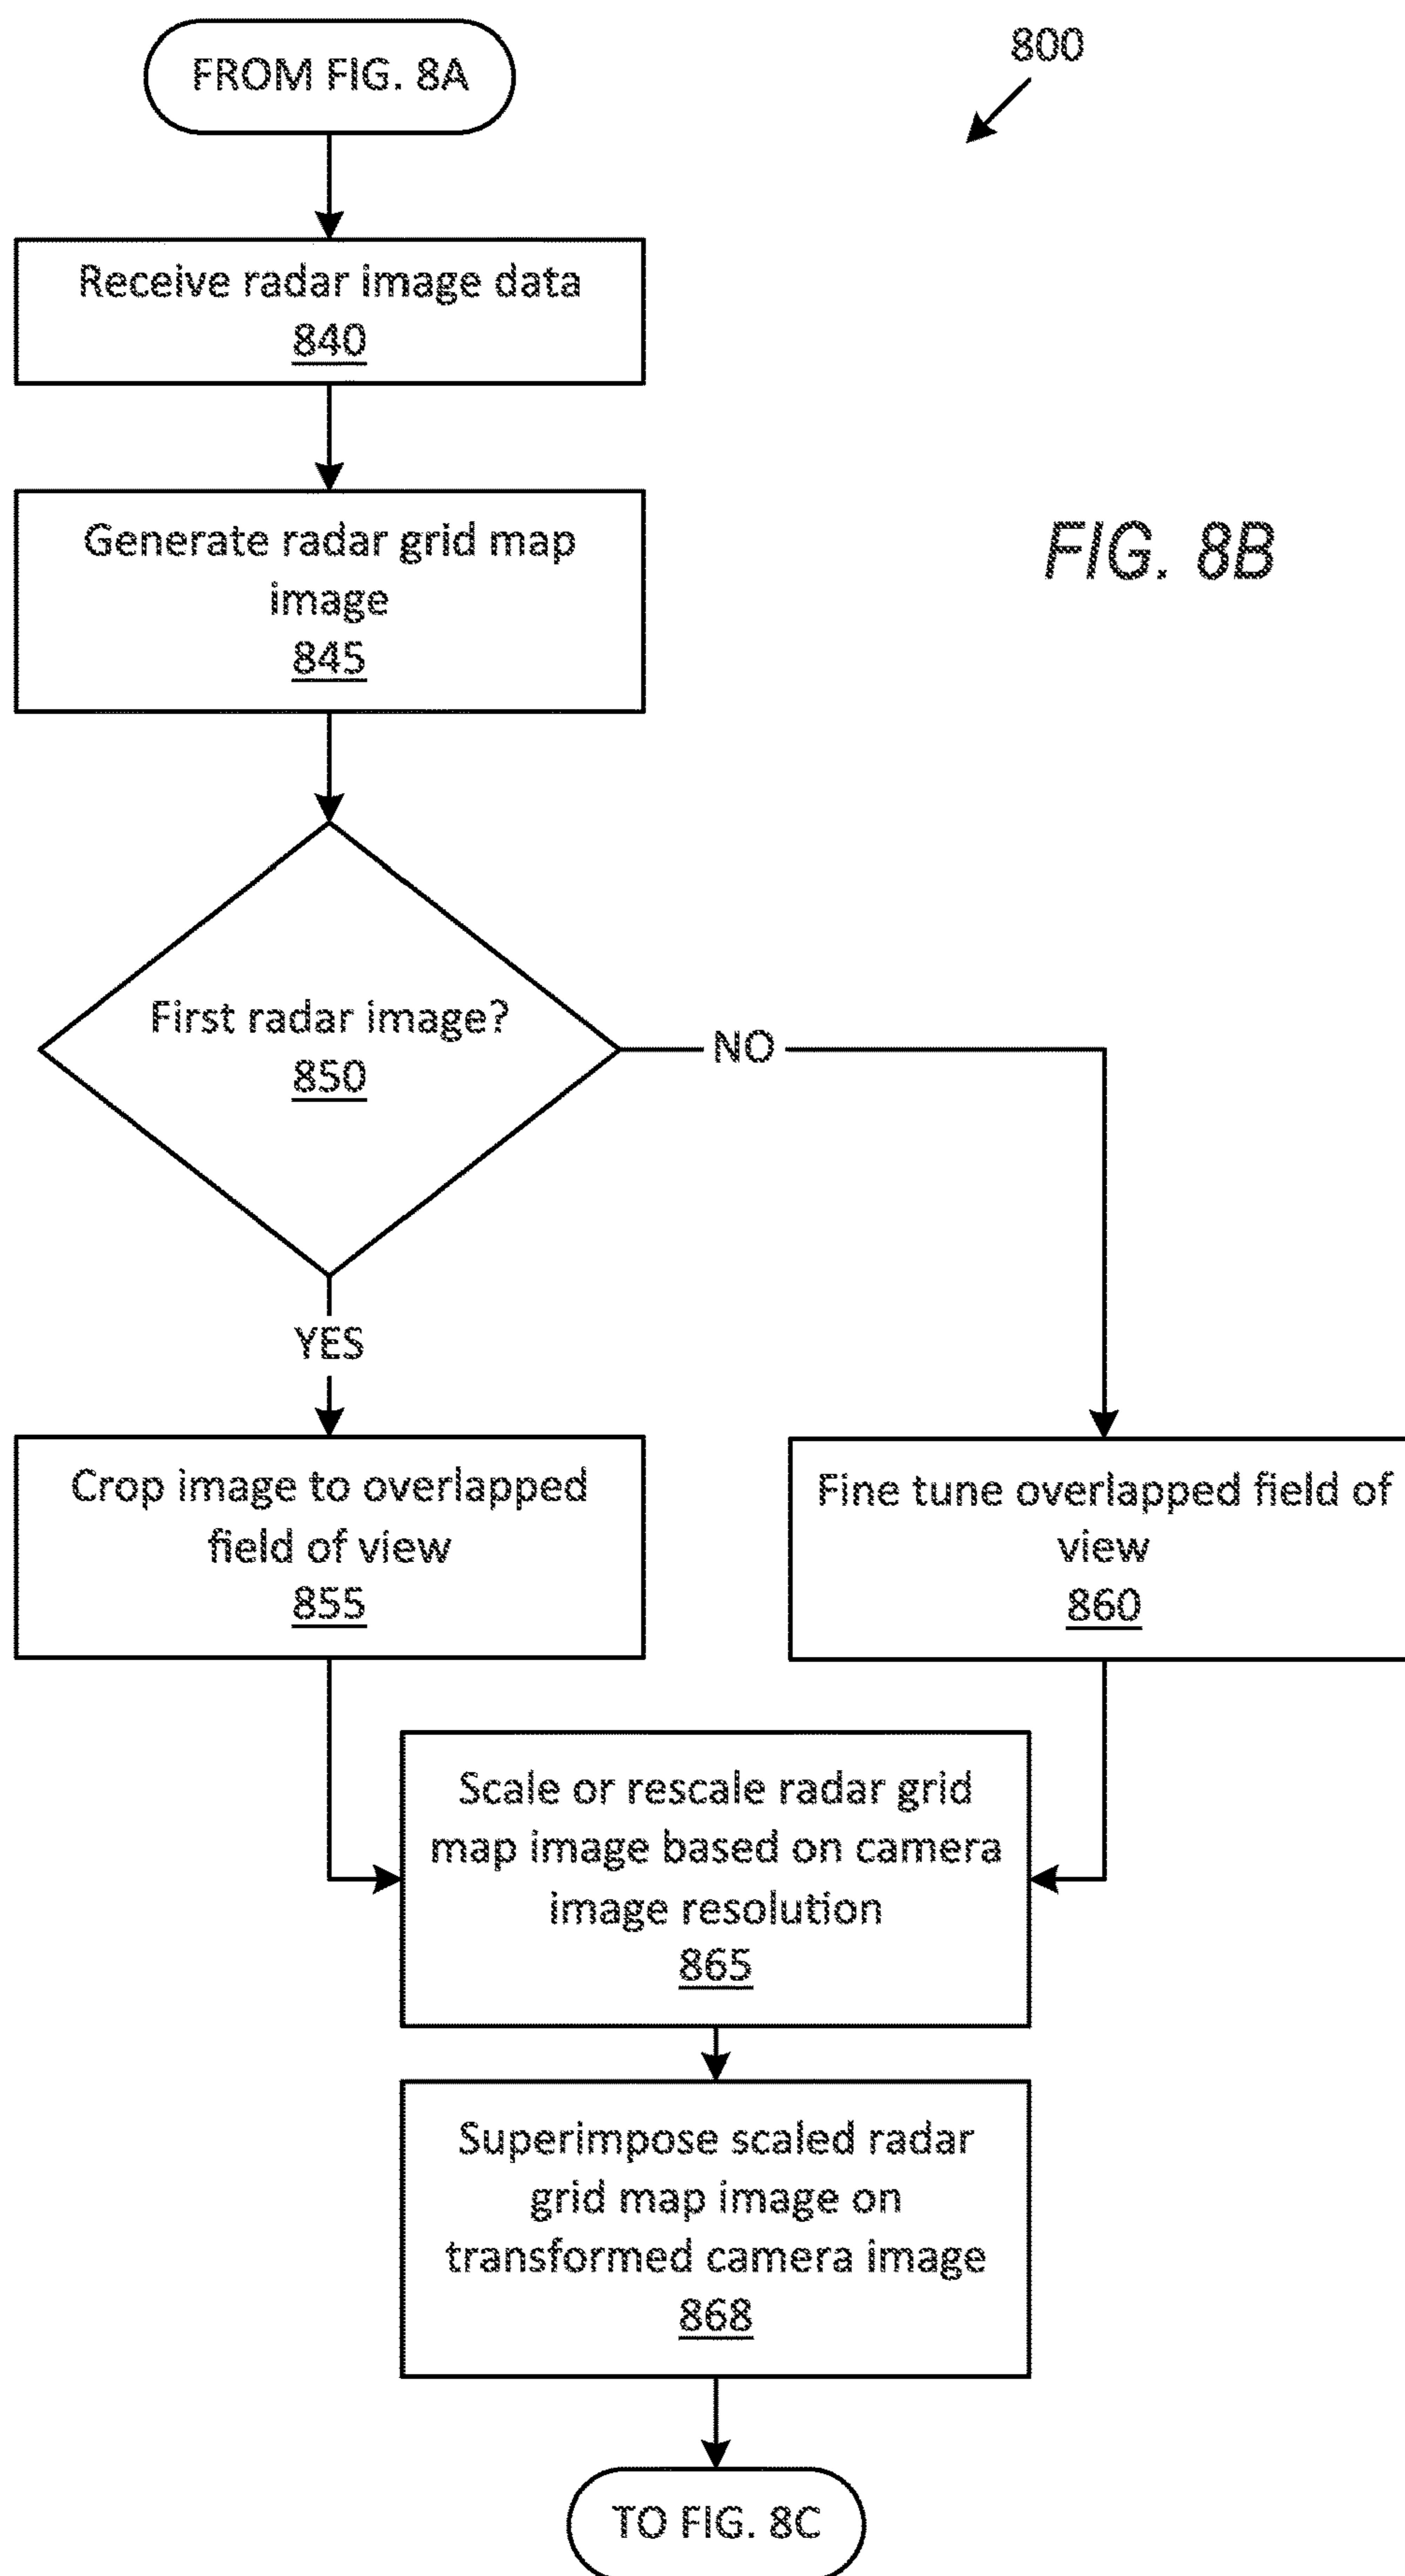 FROM FIG. 8A
800
Receive radar image data
840
Generate radar grid map
image
845
FIG. 8B
First radar image?
850
NO
YES
Crop image to overlapped
field of view
855
Fine tune overlapped field of
view
860
Scale or rescale radar grid
map image based on camera
image resolution
865
Superimpose scaled radar
grid map image on
transformed camera image
868
TO FIG. 8C